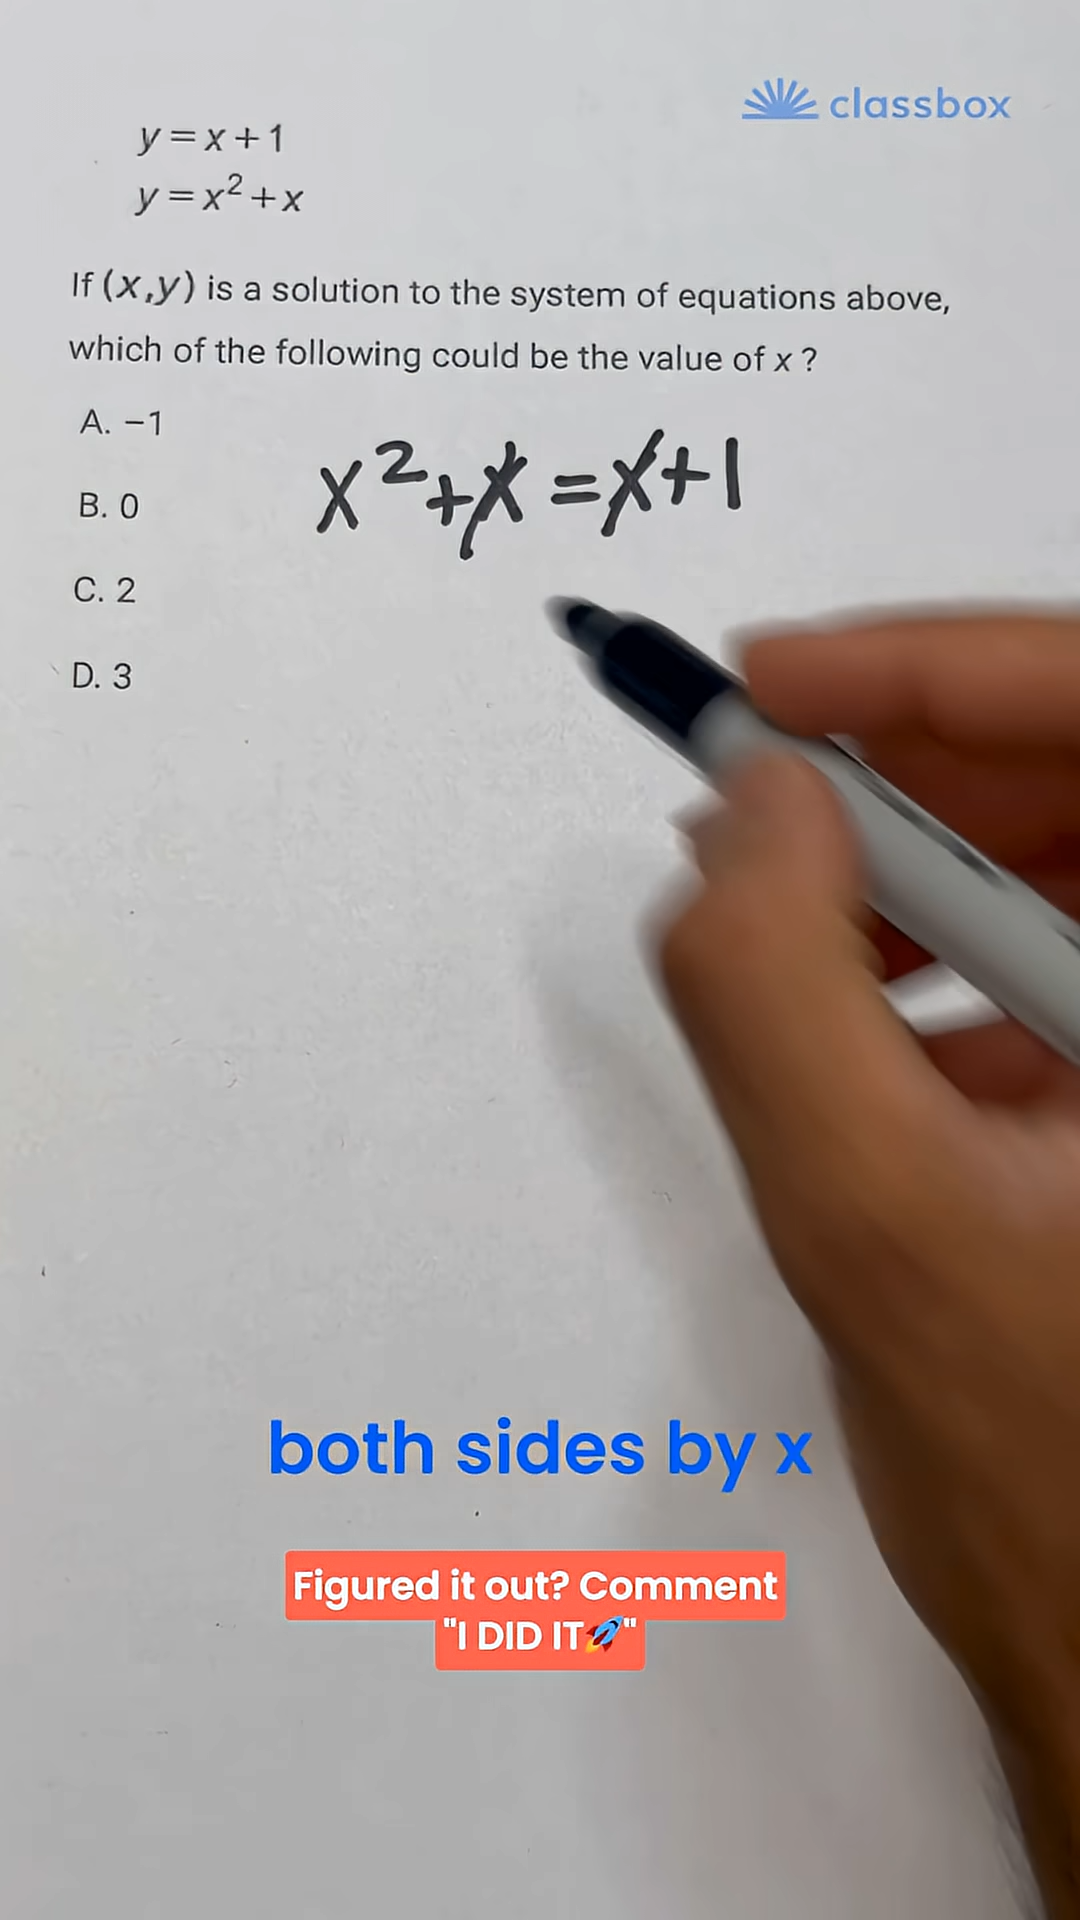 classbox
y = x + 1
y = x² + x
If (x,y) is a solution to the system of equations above,
which of the following could be the value of x ?
A. −1
x² + x = x + 1
B. 0
C. 2
D. 3
both sides by x
Figured it out? Comment
"I DID IT🚀"